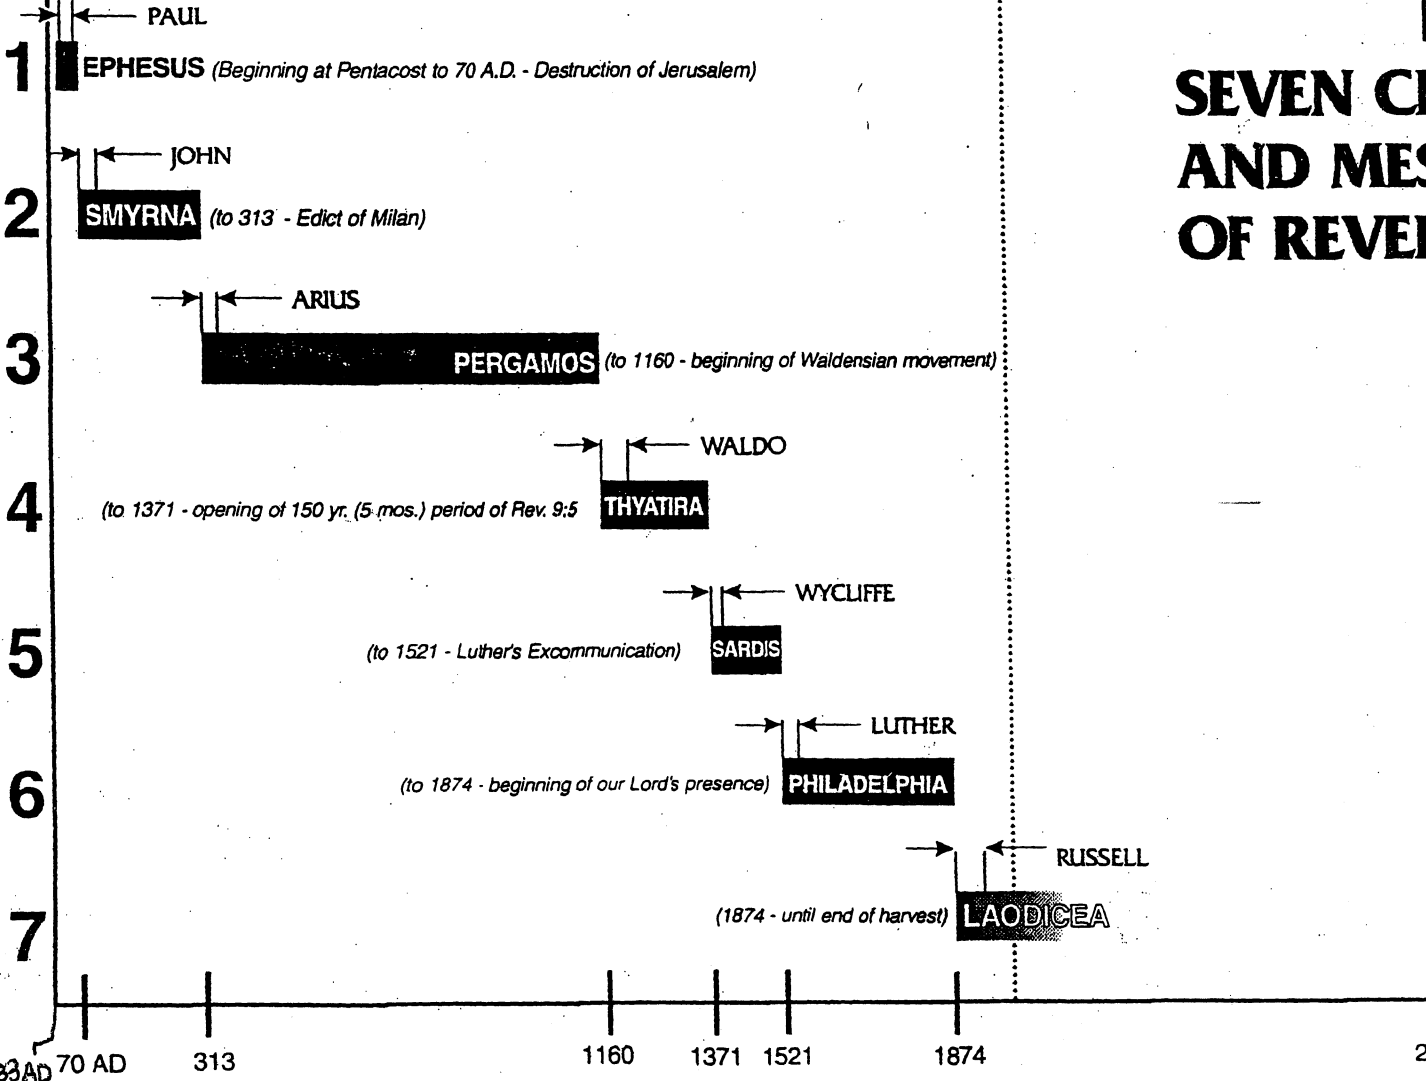 PAUL
1 EPHESUS (Beginning at Pentacost to 70 A.D. - Destruction of Jerusalem)
SEVEN
AND
OF
JOHN
2 SMYRNA (to 313 - Edict of Milan)
ARIUS
3 PERGAMOS (to 1160 - beginning of Waldensian movement)
WALDO
4 (to 1371 - opening of 150 yr. (5 mos.) period of Rev. 9:5 THYATIRA
WYCLIFFE
5 (to 1521 - Luther's Excommunication) SARDIS
LUTHER
6 (to 1874 - beginning of our Lord's presence) PHILADELPHIA
RUSSELL
7 (1874 - until end of harvest) LAODICEA
70 AD 313 1160 1371 1521 1874